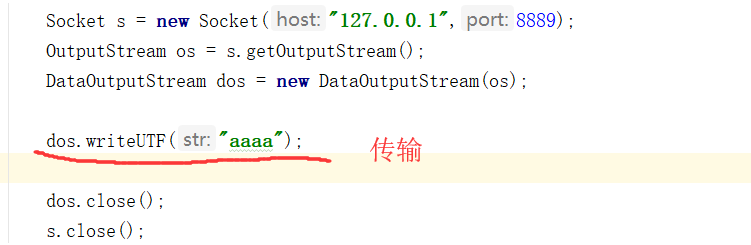 Socket s = new Socket( host: "127.0.0.1", port: 8889);
OutputStream os = s.getOutputStream();
DataOutputStream dos = new DataOutputStream(os);
dos.writeUTF( str: "aaaa"); 传输
dos.close();
s.close();